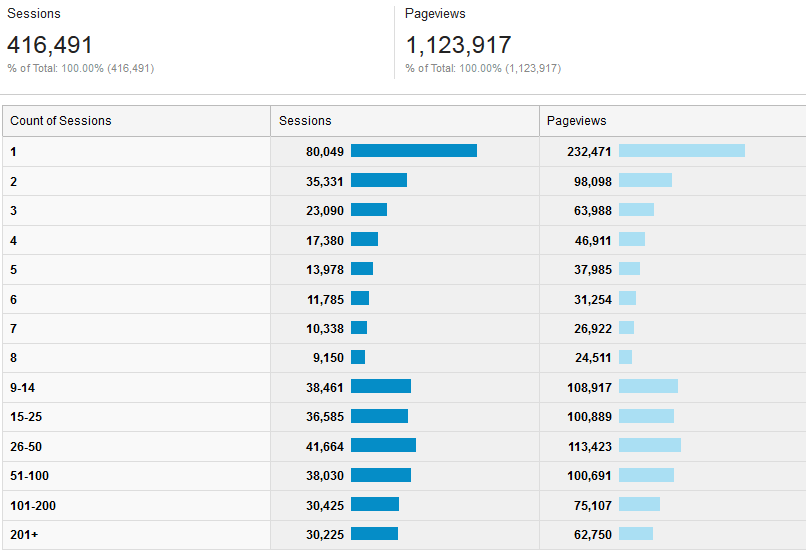 Sessions Pageviews
416,491 1,123,917
% of Total: 100.00% (416,491) % of Total: 100.00% (1,123,917)
Count of Sessions Sessions Pageviews
1 80,049 232,471
2 35,331 98,098
3 23,090 63,988
4 17,380 46,911
5 13,978 37,985
6 11,785 31,254
7 10,338 26,922
8 9,150 24,511
9-14 38,461 108,917
15-25 36,585 100,889
26-50 41,664 113,423
51-100 38,030 100,691
101-200 30,425 75,107
201+ 30,225 62,750